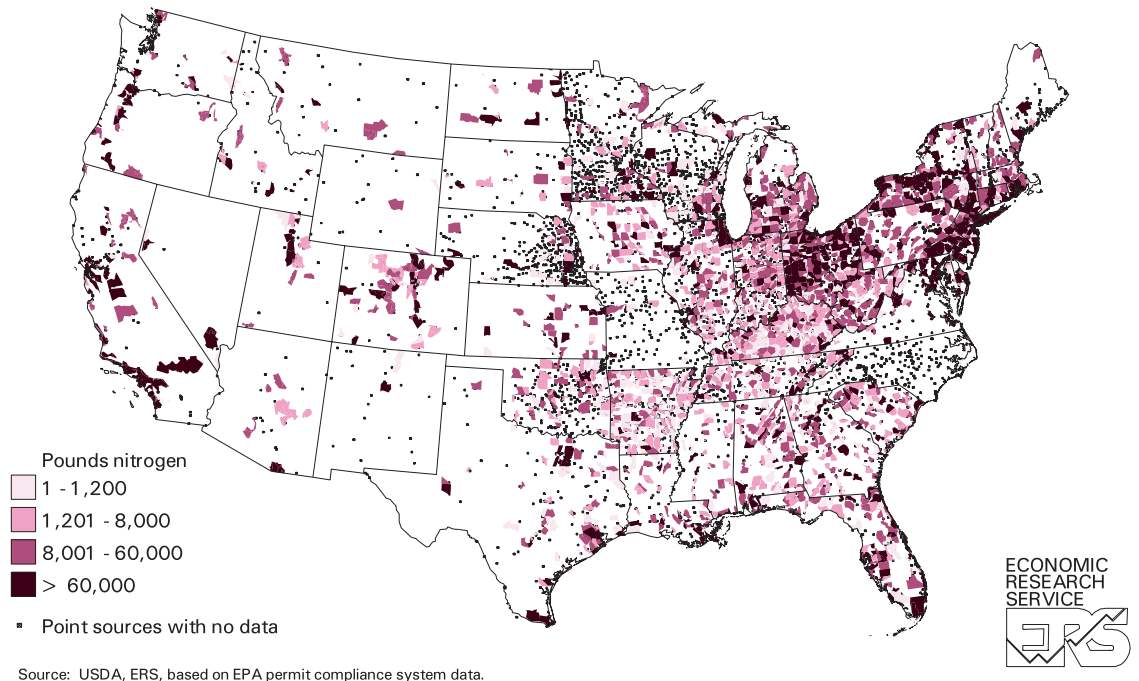 Pounds nitrogen
1 - 1,200
1,201 - 8,000
8,001 - 60,000
> 60,000
Point sources with no data
ECONOMIC
RESEARCH
SERVICE
ERS
Source: USDA, ERS, based on EPA permit compliance system data.